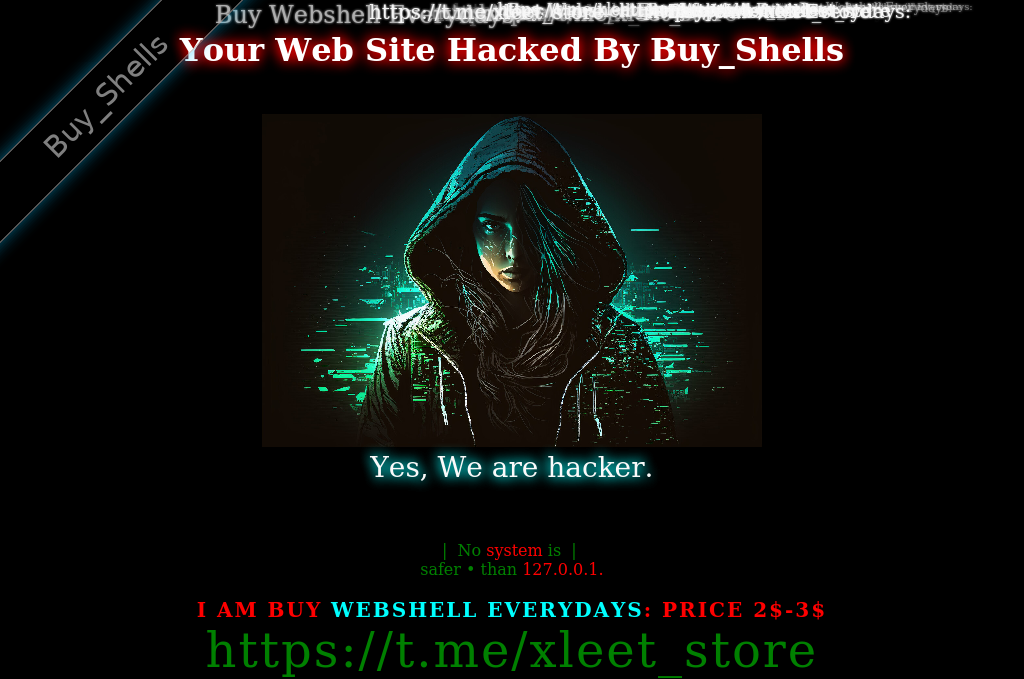 Buy_Shells
Your Web Site Hacked By Buy_Shells
Yes, We are hacker.
| No system is |
safer • than 127.0.0.1.
I AM BUY WEBSHELL EVERYDAYS: PRICE 2$-3$
https://t.me/xleet_store